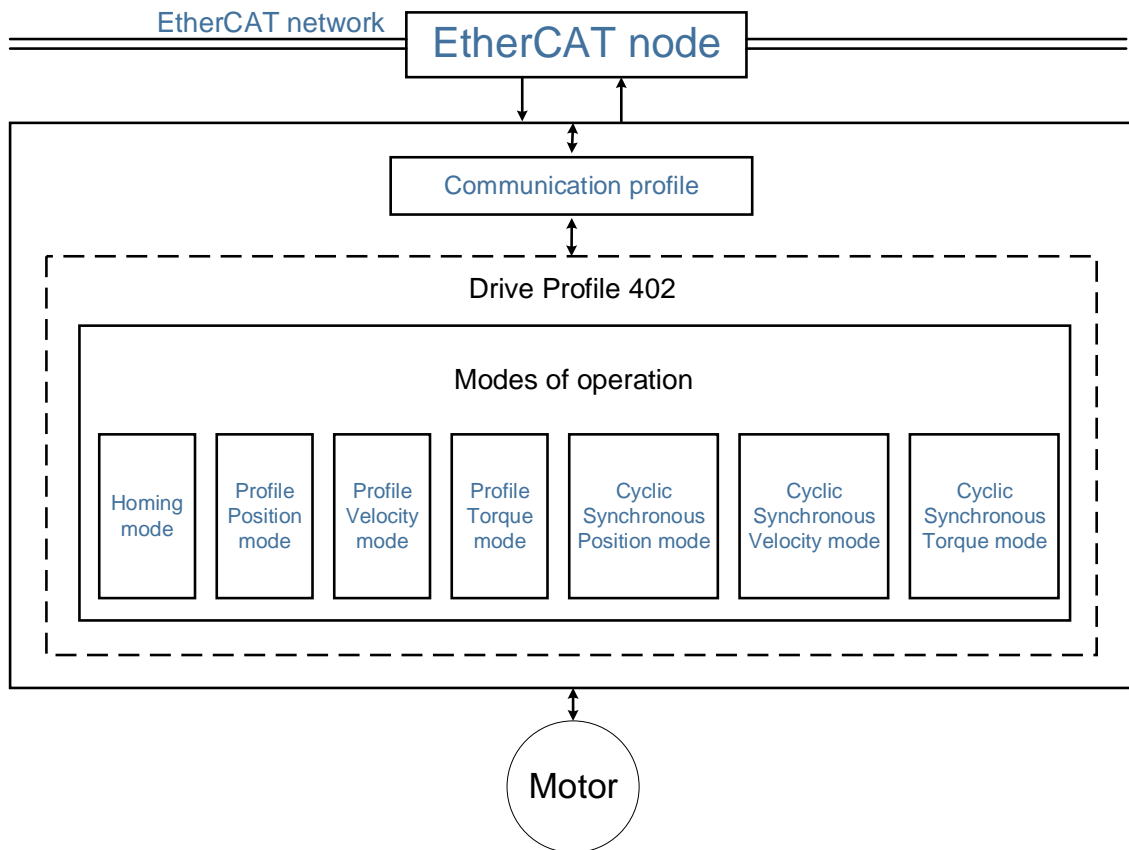 EtherCAT network
EtherCAT node
Communication profile
Drive Profile 402
Modes of operation
Homing
mode
Profile
Position
mode
Profile
Velocity
mode
Profile
Torque
mode
Cyclic
Synchronous
Position mode
Cyclic
Synchronous
Velocity mode
Cyclic
Synchronous
Torque mode
Motor